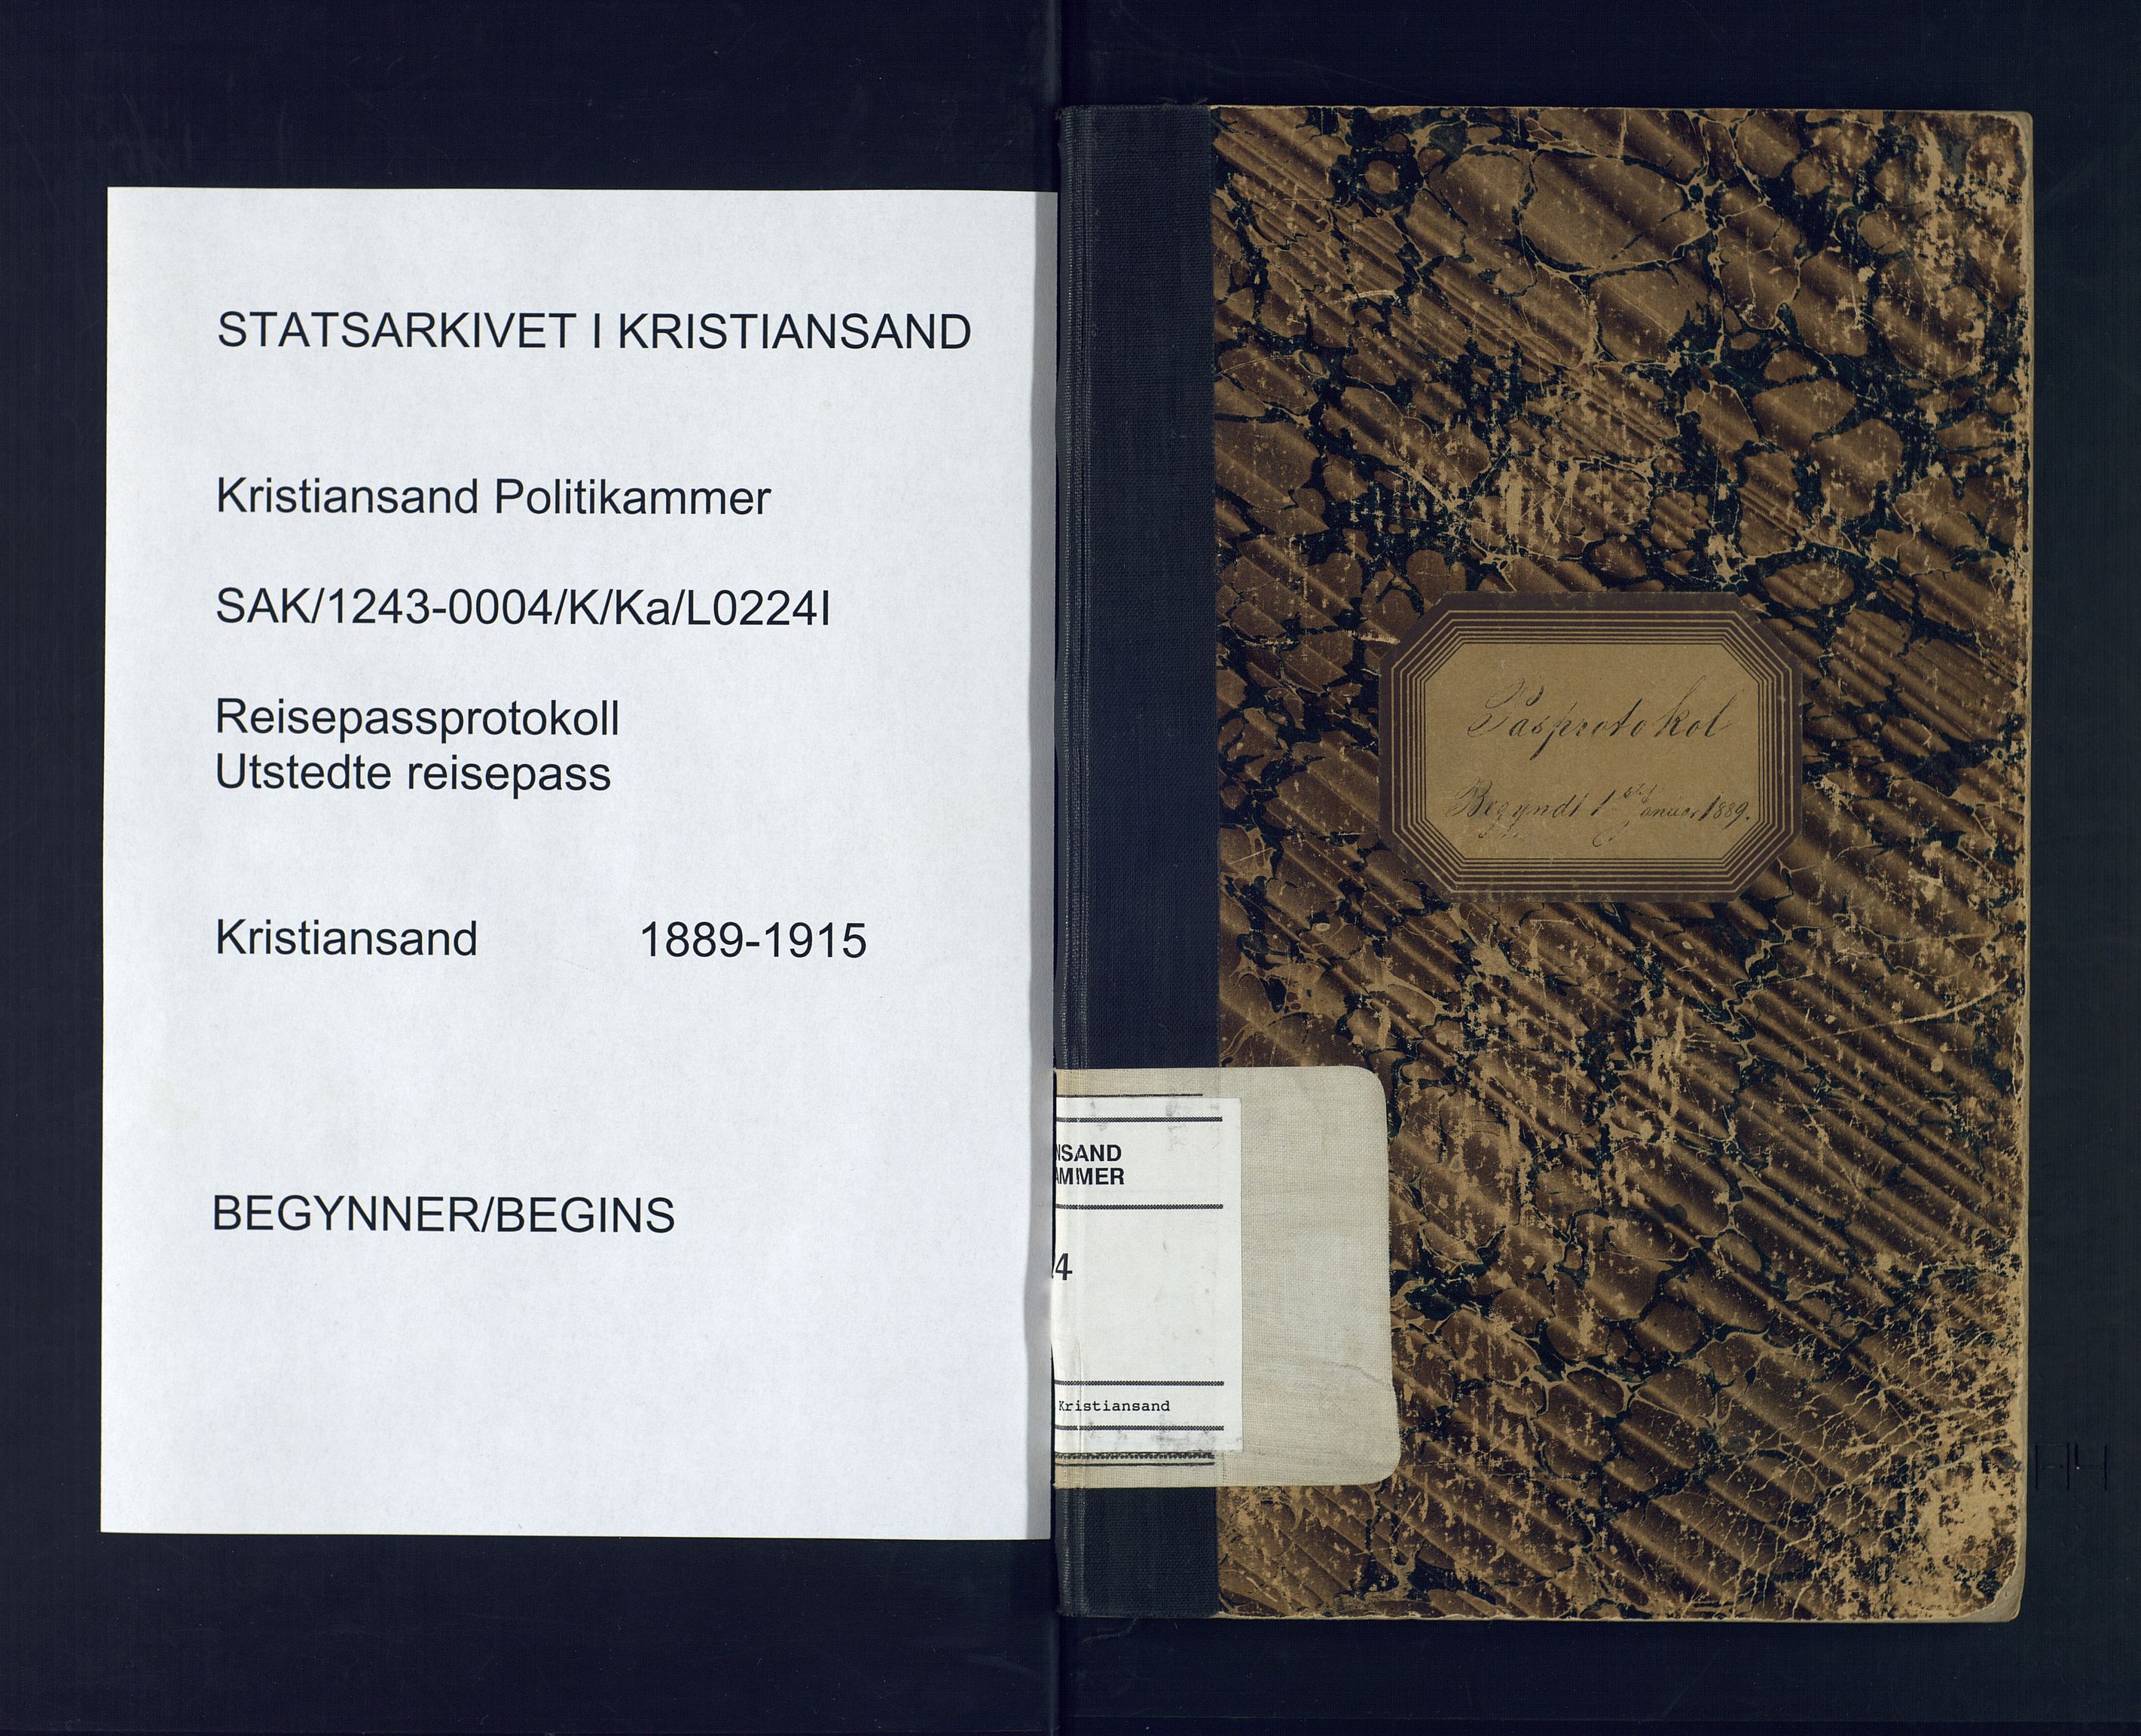 STATSARKIVET I KRISTIANSAND
Kristiansand Politikammer
SAK/1243-0004/K/Ka/L0224I
Reisepassprotokoll
Utstedte reisepass
Kristiansand 1889-1915
BEGYNNER/BEGINS
Pasprotokol
Begyndt 1ste Januar 1889.
NSAND
AMMER
4
Kristiansand